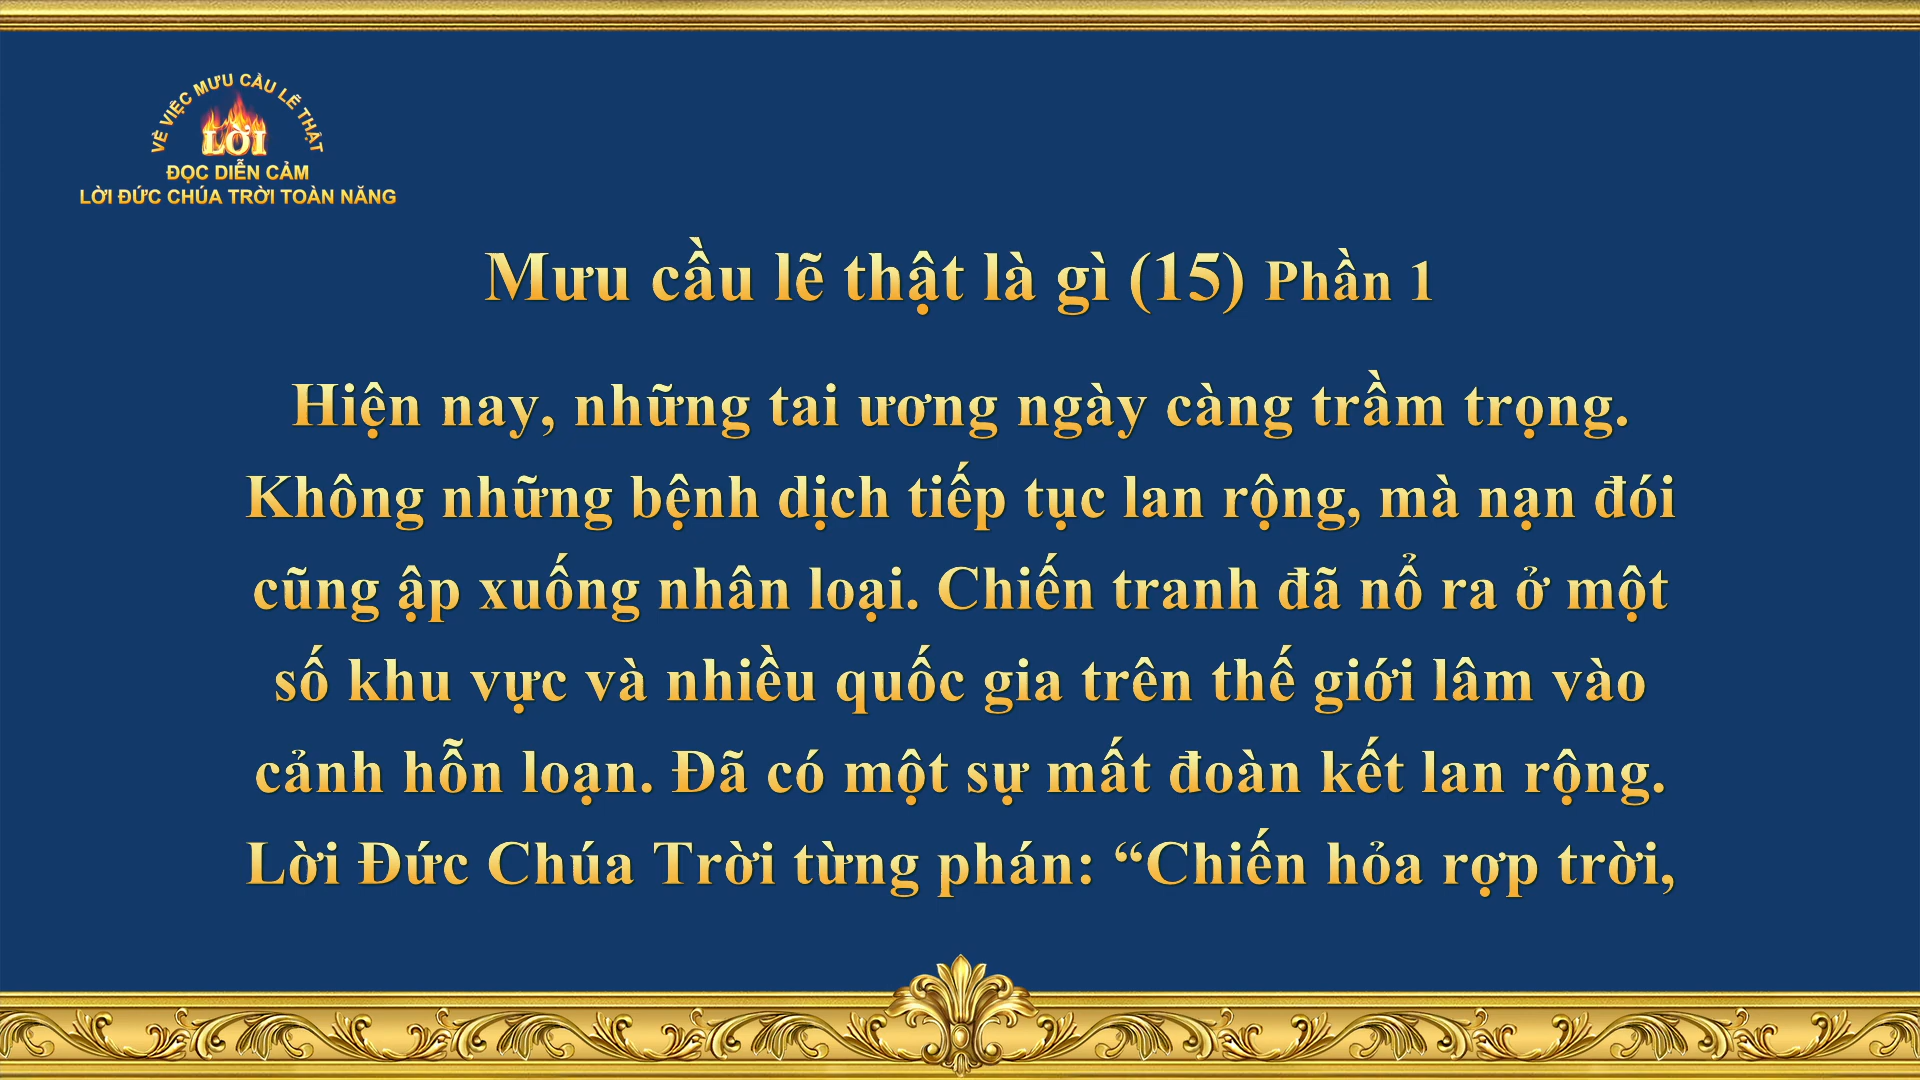 VỀ VIỆC MƯU CẦU LẼ THẬT
LỜI
ĐỌC DIỄN CẢM
LỜI ĐỨC CHÚA TRỜI TOÀN NĂNG
Mưu cầu lẽ thật là gì (15) Phần 1
Hiện nay, những tai ương ngày càng trầm trọng.
Không những bệnh dịch tiếp tục lan rộng, mà nạn đói
cũng ập xuống nhân loại. Chiến tranh đã nổ ra ở một
số khu vực và nhiều quốc gia trên thế giới lâm vào
cảnh hỗn loạn. Đã có một sự mất đoàn kết lan rộng.
Lời Đức Chúa Trời từng phán: “Chiến hỏa rợp trời,